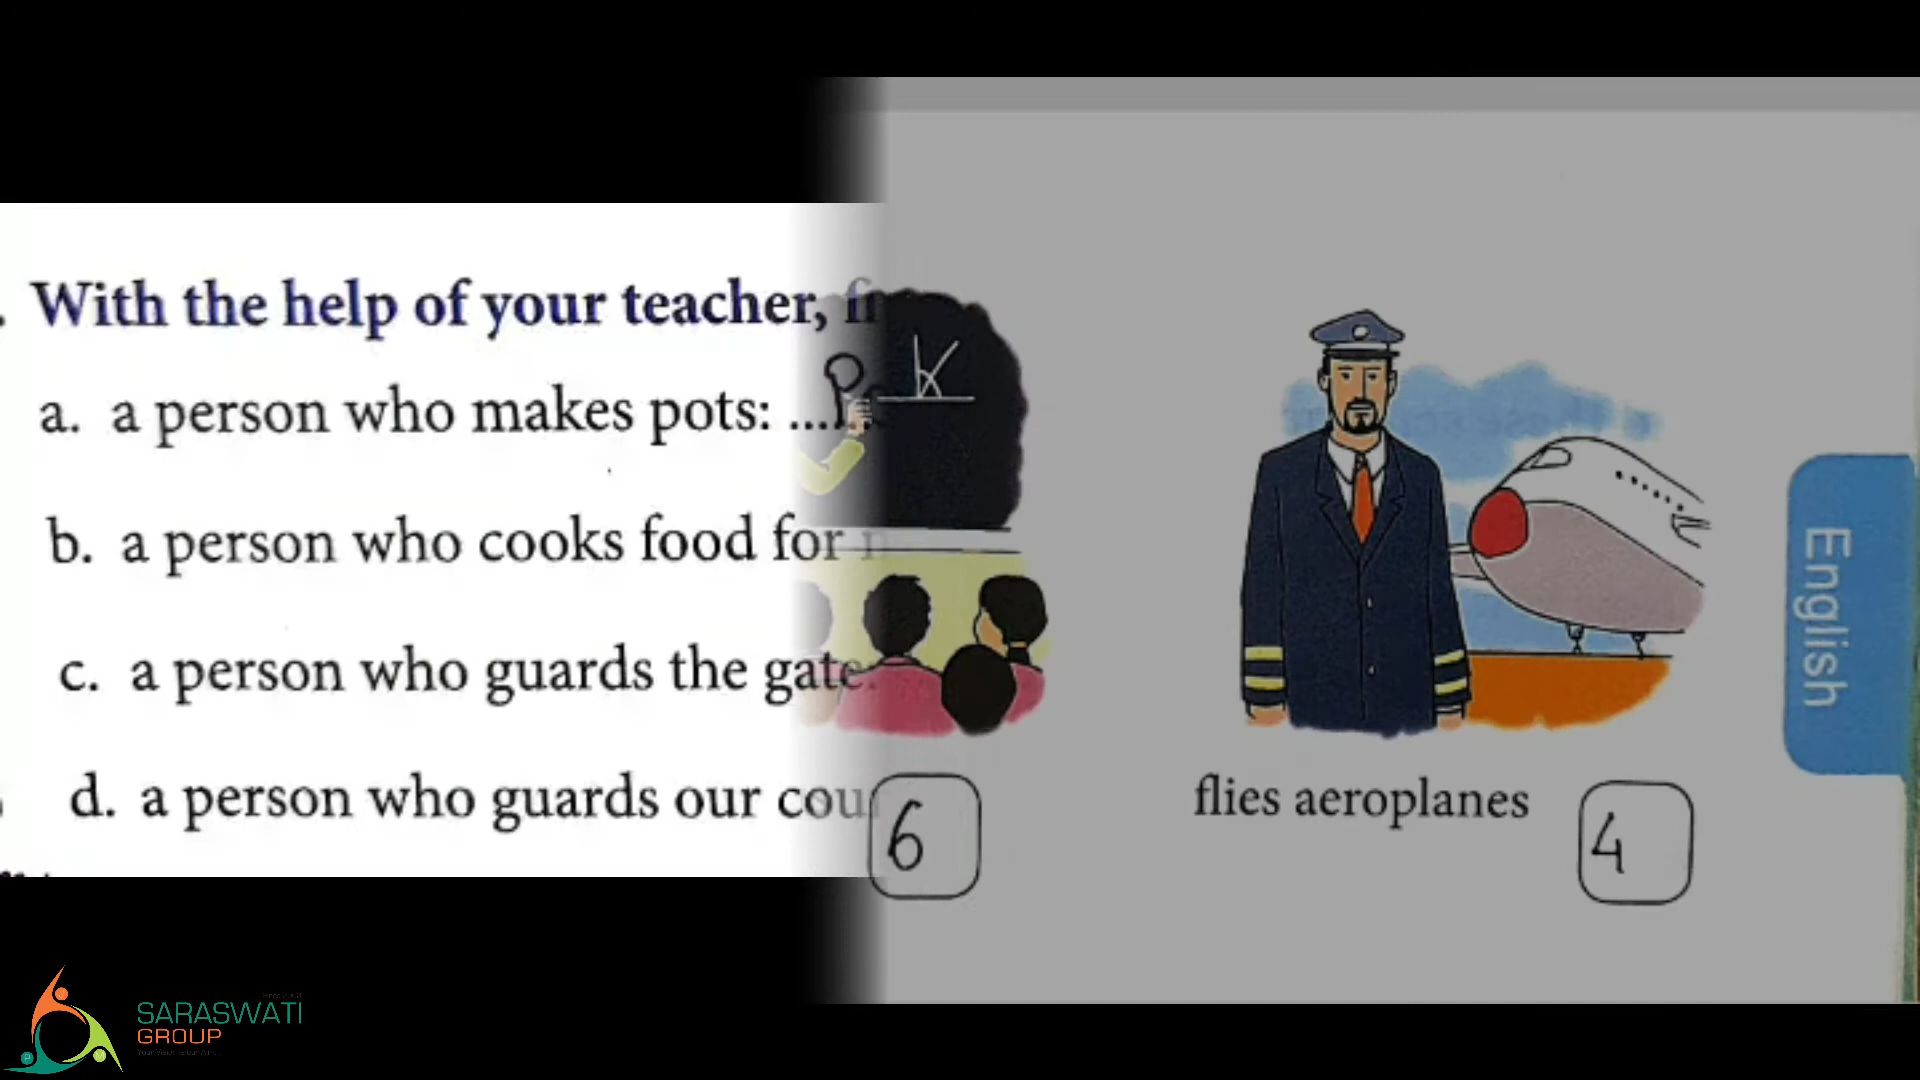 With the help of your teacher,
a. a person who makes pots: ...
b. a person who cooks food for
c. a person who guards the gate
d. a person who guards our
6
flies aeroplanes
4
English
SARASWATI
GROUP